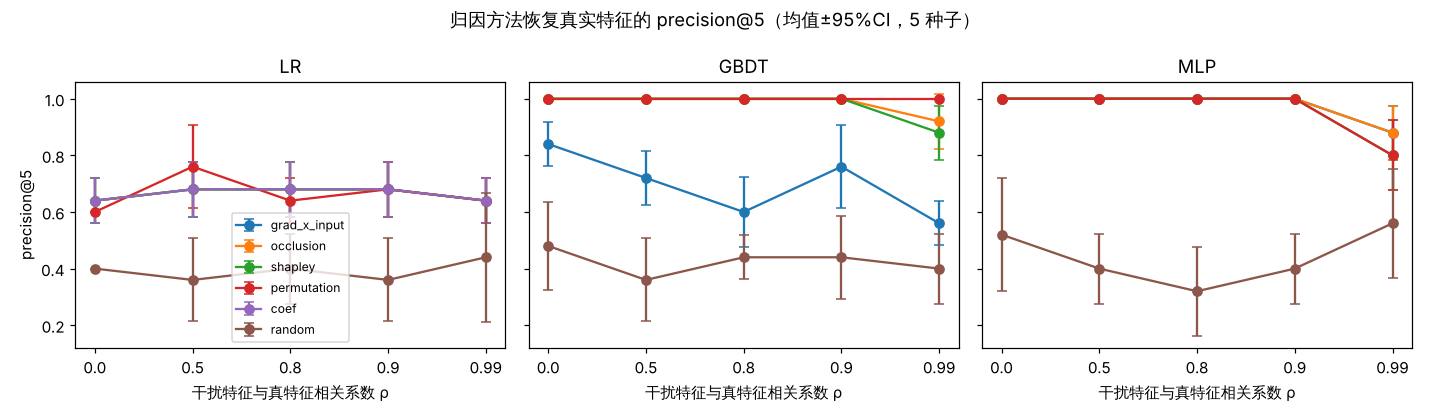 归因方法恢复真实特征的 precision@5（均值±95%CI，5 种子）
LR
GBDT
MLP
precision@5
1.0
0.8
0.6
0.4
0.2
grad_x_input
occlusion
shapley
permutation
coef
random
0.0 0.5 0.8 0.9 0.99
0.0 0.5 0.8 0.9 0.99
0.0 0.5 0.8 0.9 0.99
干扰特征与真特征相关系数 ρ
干扰特征与真特征相关系数 ρ
干扰特征与真特征相关系数 ρ